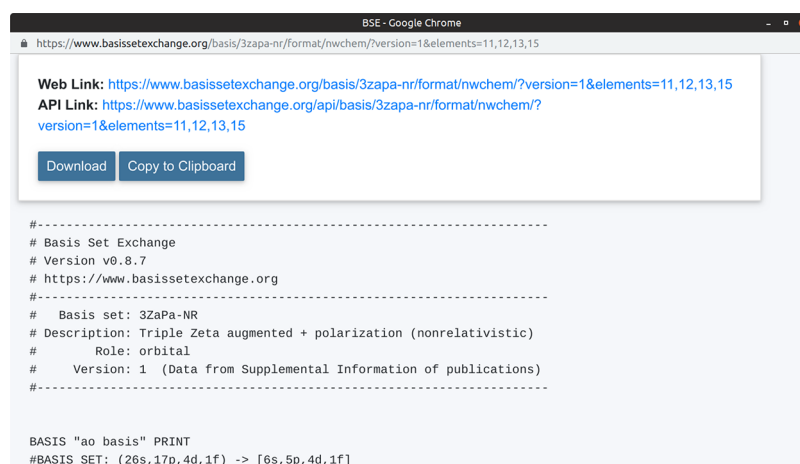 BSE - Google Chrome
https://www.basissetexchange.org/basis/3zapa-nr/format/nwchem/?version=1&elements=11,12,13,15
Web Link: https://www.basissetexchange.org/basis/3zapa-nr/format/nwchem/?version=1&elements=11,12,13,15
API Link: https://www.basissetexchange.org/api/basis/3zapa-nr/format/nwchem/?
version=1&elements=11,12,13,15
Download Copy to Clipboard
#----------------------------------------------------------------------
# Basis Set Exchange
# Version v0.8.7
# https://www.basissetexchange.org
#----------------------------------------------------------------------
#   Basis set: 3ZaPa-NR
# Description: Triple Zeta augmented + polarization (nonrelativistic)
#        Role: orbital
#     Version: 1  (Data from Supplemental Information of publications)
#----------------------------------------------------------------------
BASIS "ao basis" PRINT
#BASIS SET: (26s,17p,4d,1f) -> [6s,5p,4d,1f]